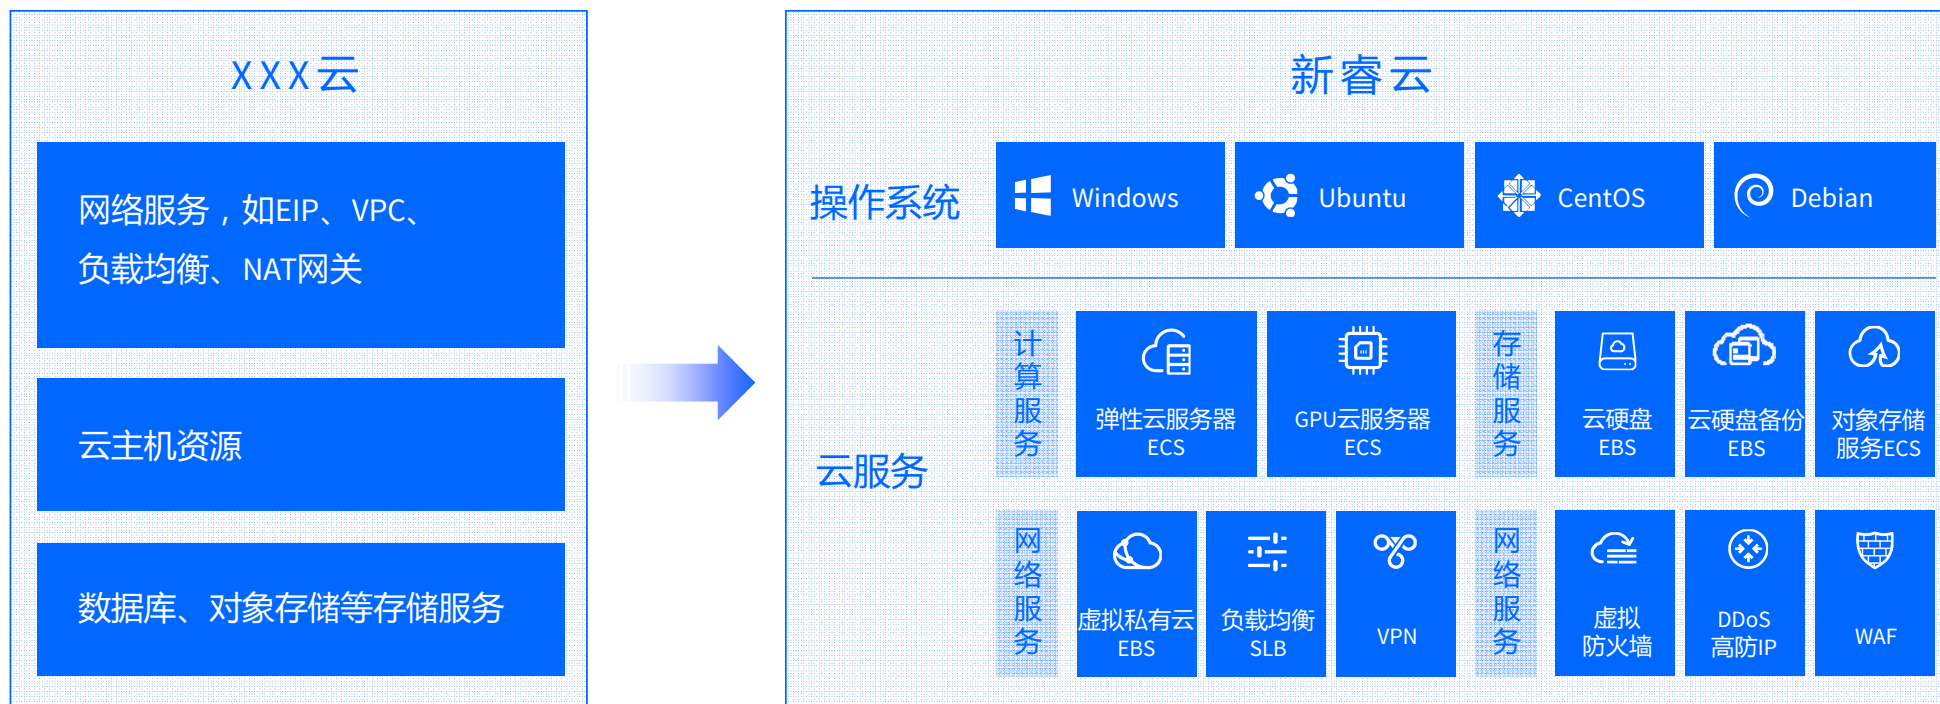 XXX云
网络服务，如EIP、VPC、
负载均衡、NAT网关
云主机资源
数据库、对象存储等存储服务
新睿云
操作系统
Windows
Ubuntu
CentOS
Debian
云服务
计算服务
弹性云服务器
ECS
GPU云服务器
ECS
存储服务
云硬盘
EBS
云硬盘备份
EBS
对象存储
服务ECS
网络服务
虚拟私有云
EBS
负载均衡
SLB
VPN
网络服务
虚拟
防火墙
DDoS
高防IP
WAF